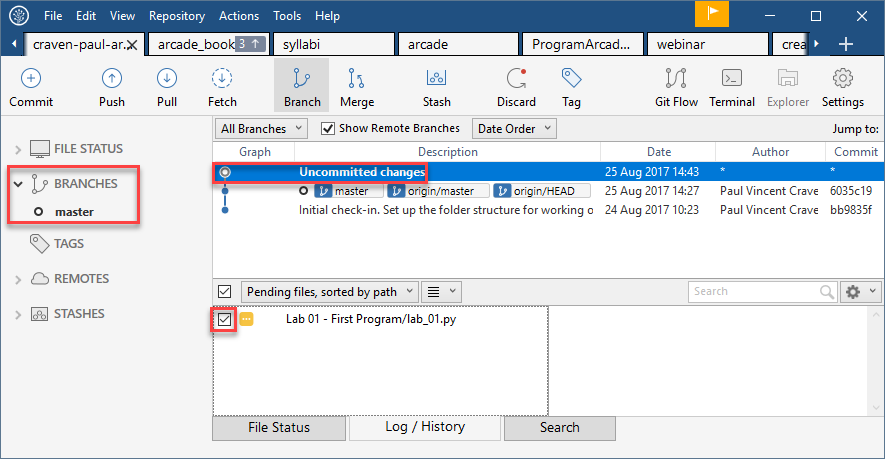 File Edit View Repository Actions Tools Help
craven-paul-ar... arcade_book 3 syllabi arcade ProgramArcad... webinar crea
Commit Push Pull Fetch Branch Merge Stash Discard Tag Git Flow Terminal Explorer Settings
FILE STATUS
BRANCHES
master
TAGS
REMOTES
STASHES
All Branches Show Remote Branches Date Order Jump to:
Graph Description Date Author Commit
Uncommitted changes 25 Aug 2017 14:43 * *
master origin/master origin/HEAD 25 Aug 2017 14:27 Paul Vincent Crave 6035c19
Initial check-in. Set up the folder structure for working o 24 Aug 2017 10:23 Paul Vincent Crave bb9835f
Pending files, sorted by path Search
Lab 01 - First Program/lab_01.py
File Status Log / History Search